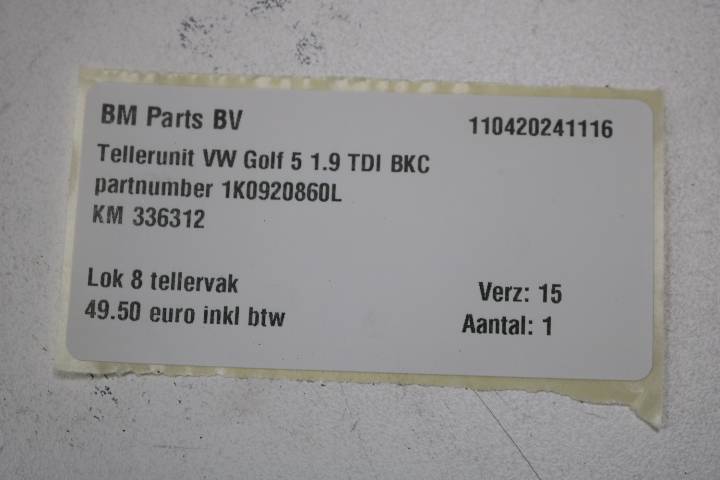 BM Parts BV 110420241116
Tellerunit VW Golf 5 1.9 TDI BKC
partnumber 1K0920860L
KM 336312
Lok 8 tellervak Verz: 15
49.50 euro inkl btw Aantal: 1